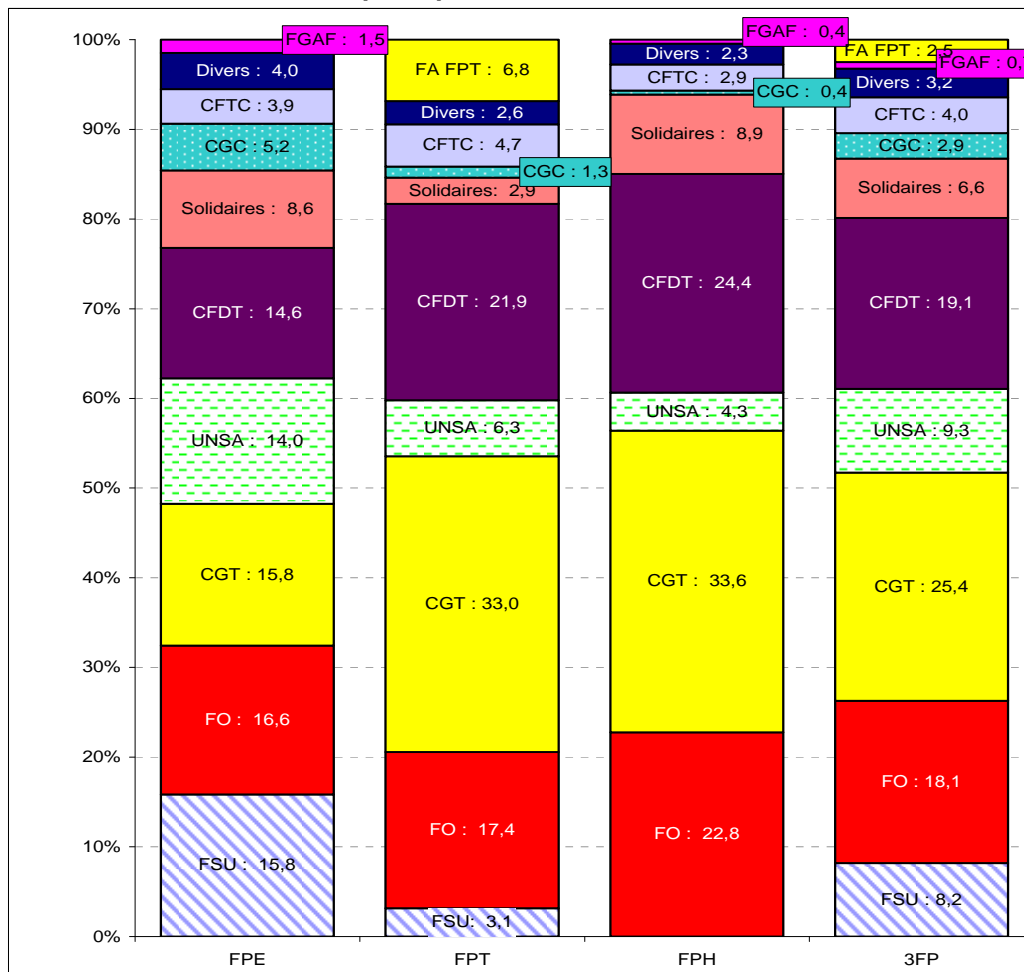 100%
90%
80%
70%
60%
50%
40%
30%
20%
10%
0%
FGAF : 1,5
Divers : 4,0
CFTC : 3,9
CGC : 5,2
Solidaires : 8,6
CFDT : 14,6
UNSA : 14,0
CGT : 15,8
FO : 16,6
FSU : 15,8
FPE
FA FPT : 6,8
Divers : 2,6
CFTC : 4,7
CGC : 1,3
Solidaires: 2,9
CFDT : 21,9
UNSA : 6,3
CGT : 33,0
FO : 17,4
FSU: 3,1
FPT
FGAF : 0,4
Divers : 2,3
CFTC : 2,9
CGC : 0,4
Solidaires : 8,9
CFDT : 24,4
UNSA : 4,3
CGT : 33,6
FO : 22,8
FPH
FA FPT : 2,5
FGAF : 0,
Divers : 3,2
CFTC : 4,0
CGC : 2,9
Solidaires : 6,6
CFDT : 19,1
UNSA : 9,3
CGT : 25,4
FO : 18,1
FSU : 8,2
3FP